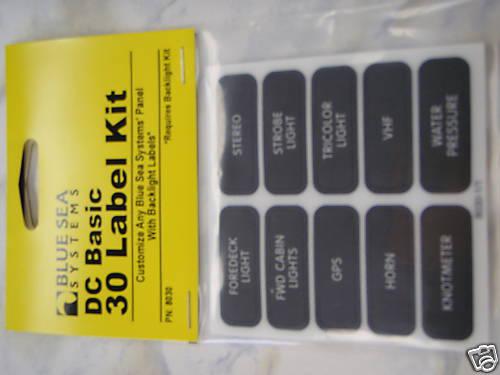 BLUE SEA
SYSTEMS
DC Basic
30 Label Kit
Customize Any Blue Sea Systems' Panel
With Backlight Labels*
*Requires Backlight Kit
PN: 8030
STEREO
STROBE
LIGHT
TRICOLOR
LIGHT
VHF
WATER
PRESSURE
FOREDECK
LIGHT
FWD CABIN
LIGHTS
GPS
HORN
KNOTMETER